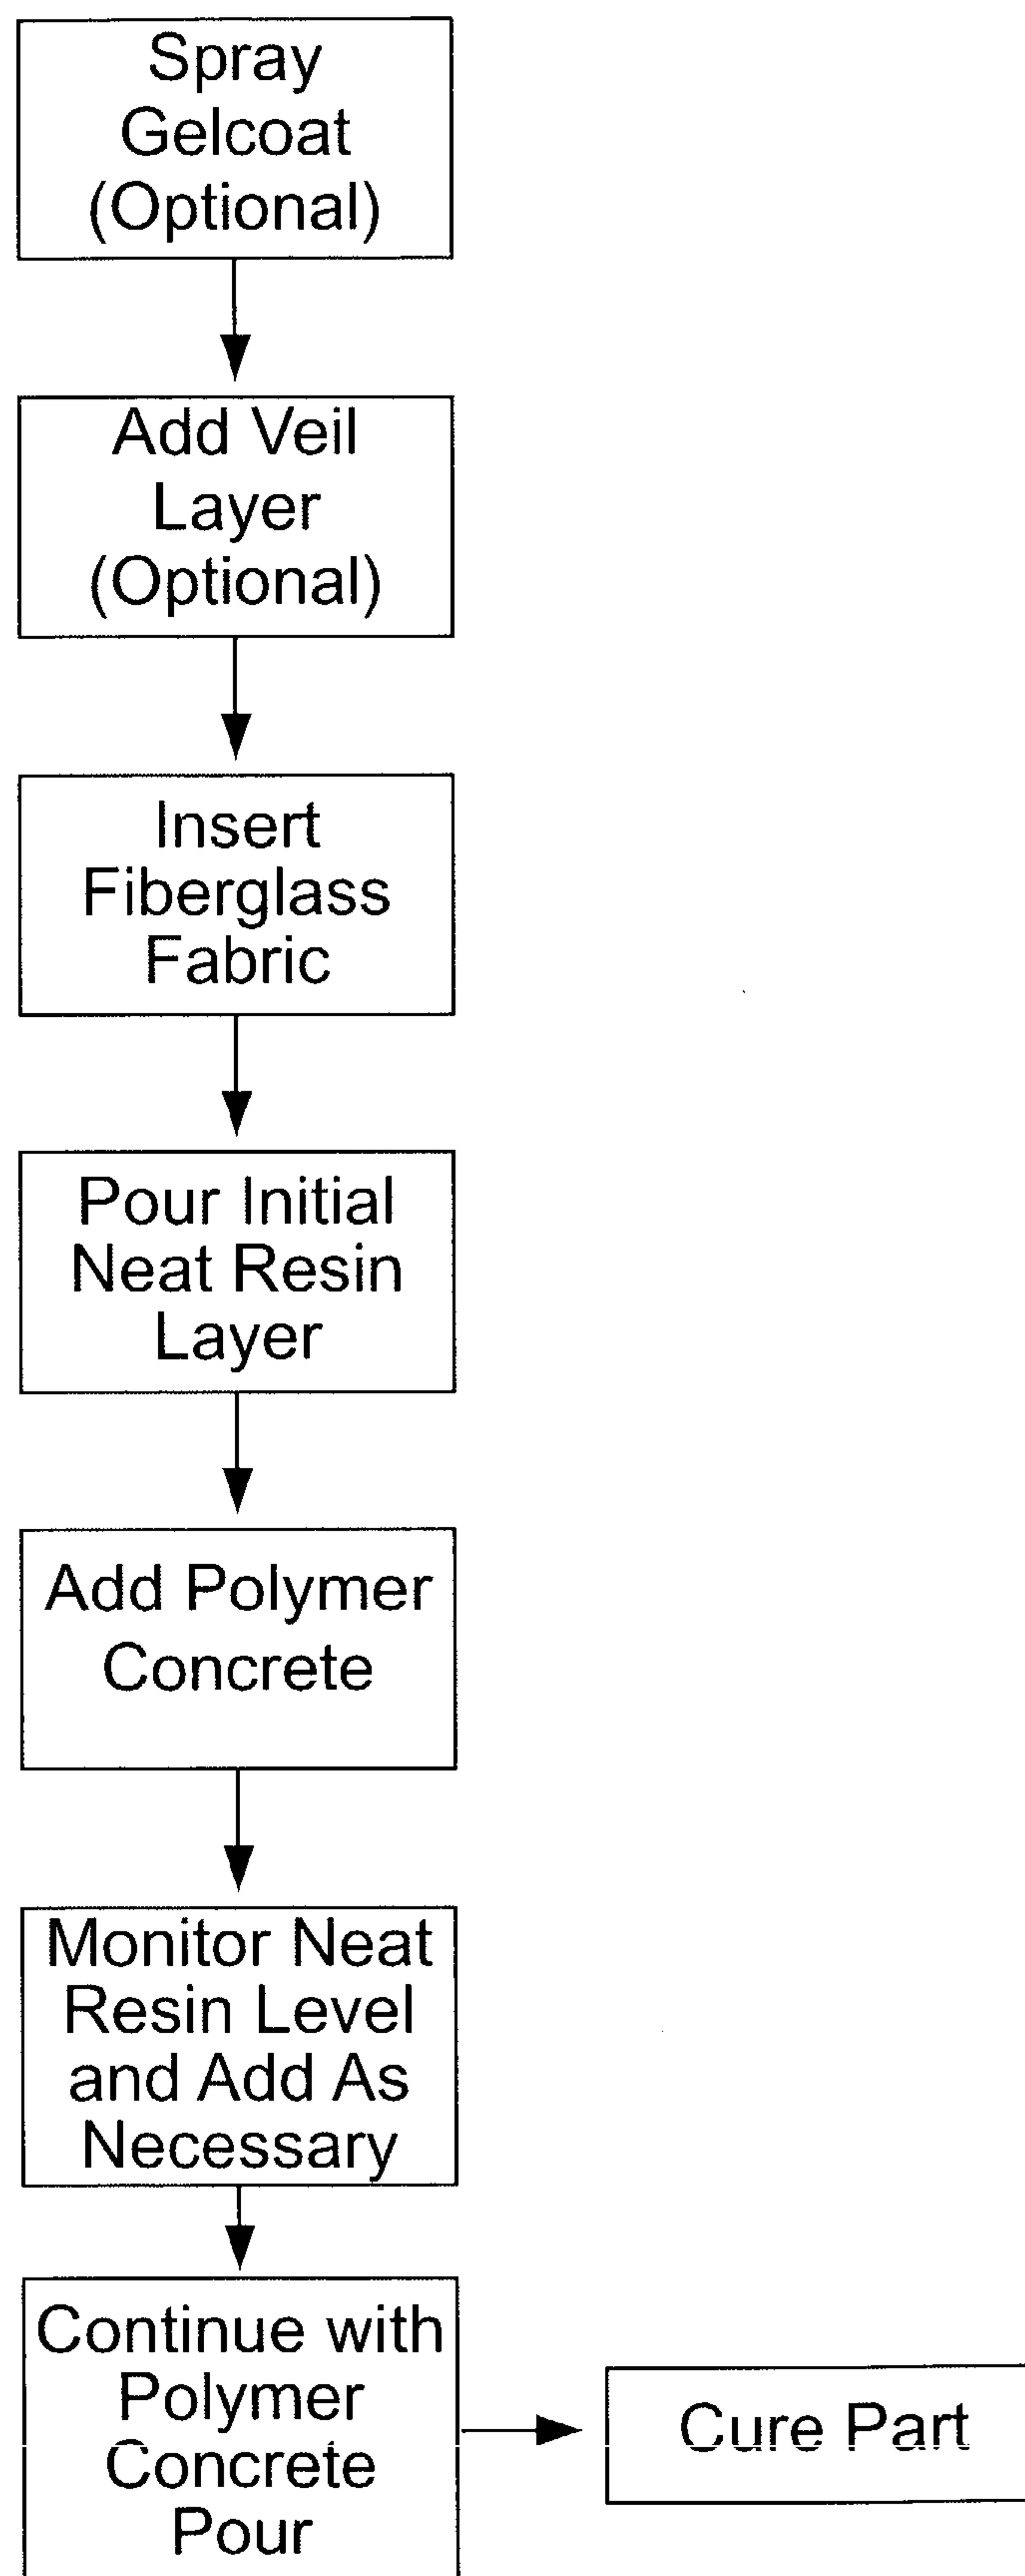 Spray
Gelcoat
(Optional)
Add Veil
Layer
(Optional)
Insert
Fiberglass
Fabric
Pour Initial
Neat Resin
Layer
Add Polymer
Concrete
Monitor Neat
Resin Level
and Add As
Necessary
Continue with
Polymer
Concrete
Pour
Cure Part